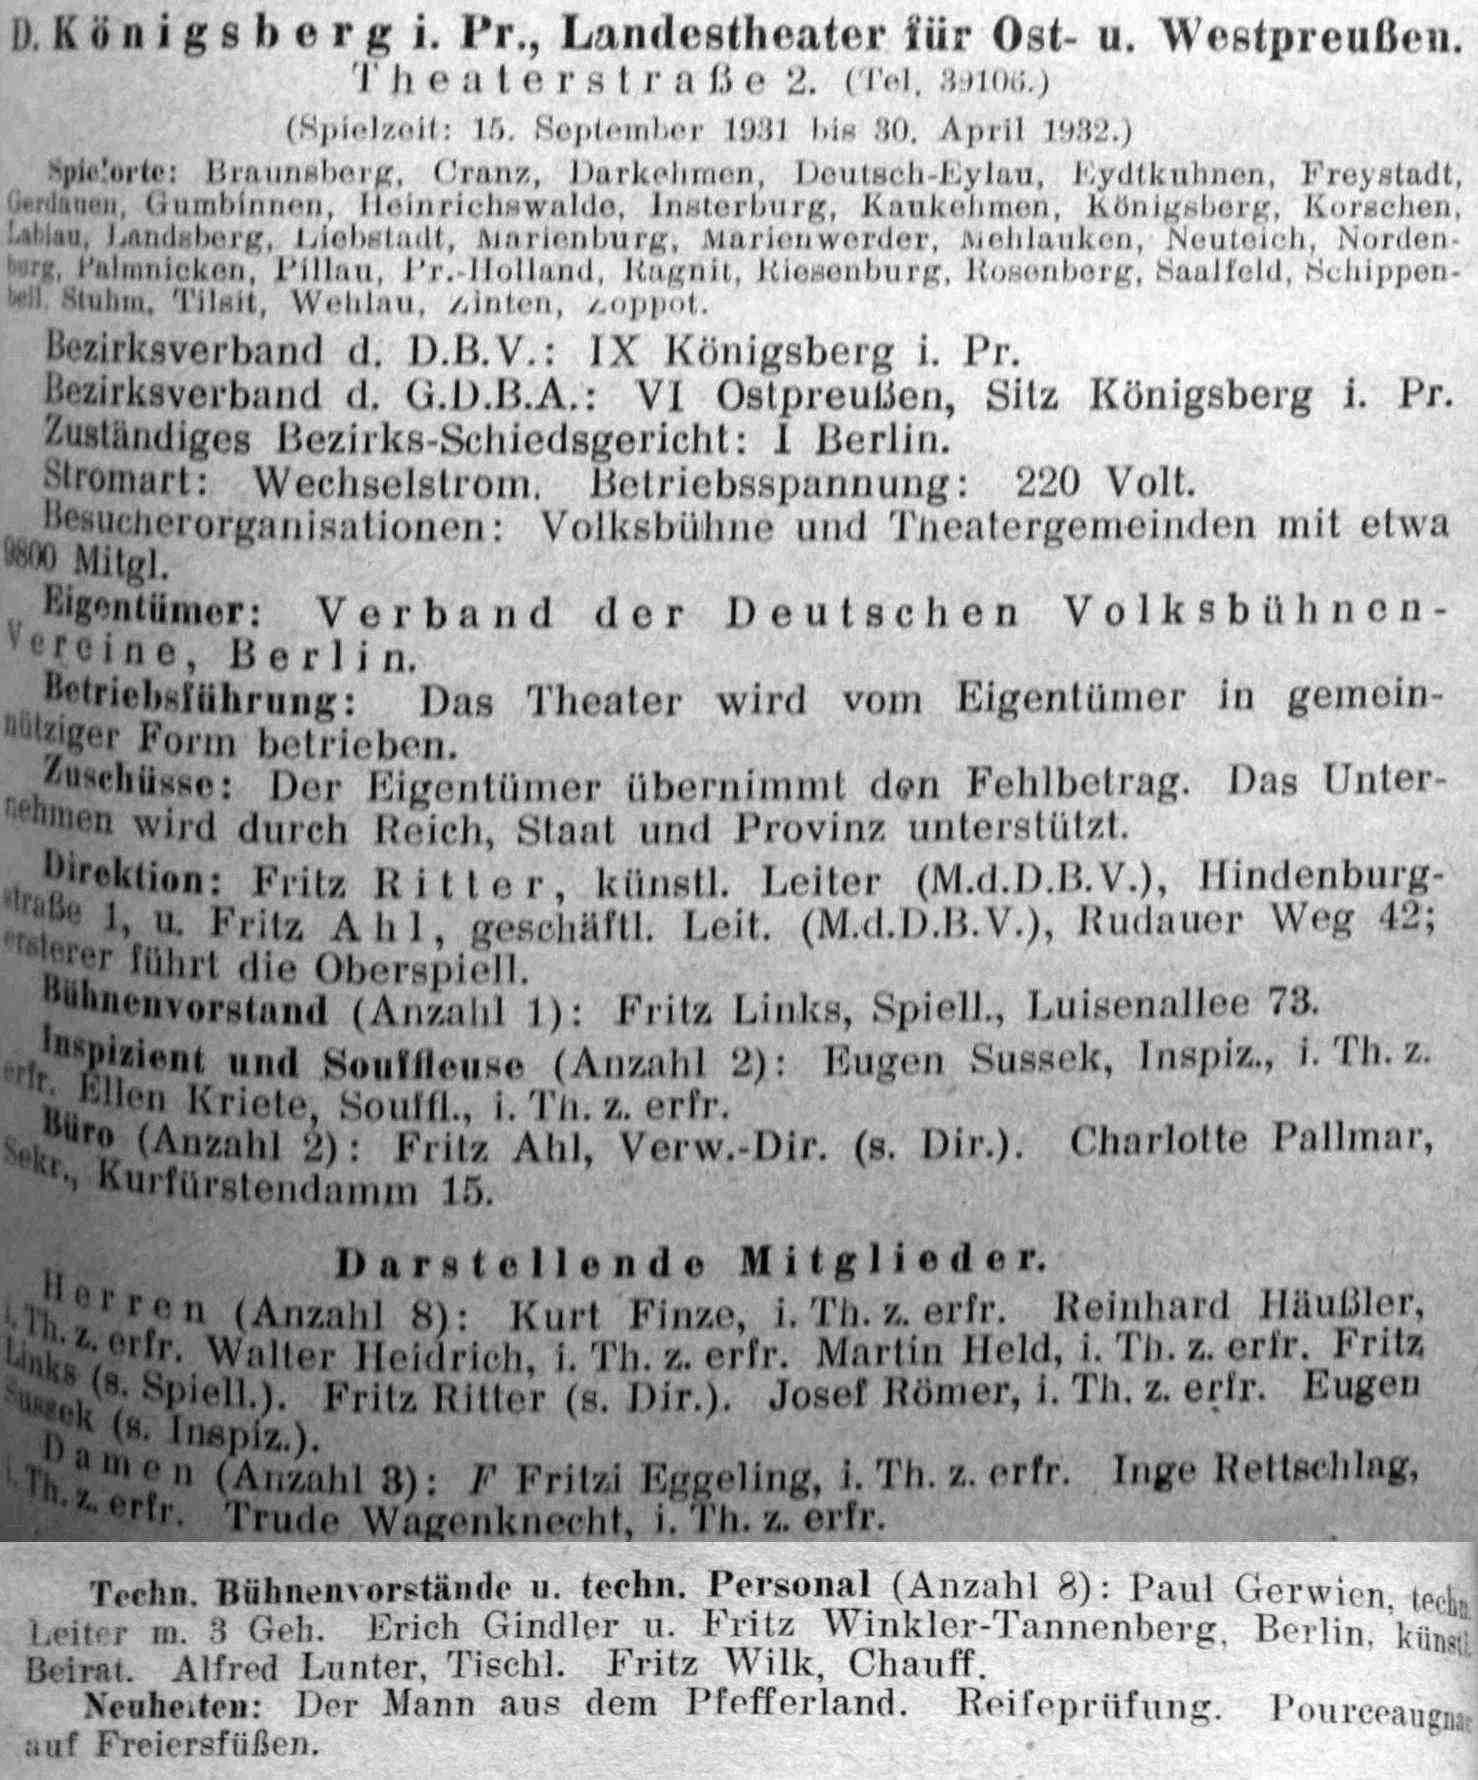 D. Königsberg i. Pr., Landestheater für Ost- u. Westpreußen.
Theaterstraße 2. (Tel. 39106.)
(Spielzeit: 15. September 1931 bis 30. April 1932.)
Spielorte: Braunsberg, Cranz, Darkehmen, Deutsch-Eylau, Eydtkuhnen, Freystadt,
Gerdauen, Gumbinnen, Heinrichswalde, Insterburg, Kaukehmen, Königsberg, Korschen,
Labiau, Landsberg, Liebstadt, Marienburg, Marienwerder, Mehlauken, Neuteich, Norden-
burg, Palmnicken, Pillau, Pr.-Holland, Ragnit, Riesenburg, Rosenberg, Saalfeld, Schippen-
beil, Stuhm, Tilsit, Wehlau, Zinten, Zoppot.
Bezirksverband d. D.B.V.: IX Königsberg i. Pr.
Bezirksverband d. G.D.B.A.: VI Ostpreußen, Sitz Königsberg i. Pr.
Zuständiges Bezirks-Schiedsgericht: I Berlin.
Stromart: Wechselstrom. Betriebsspannung: 220 Volt.
Besucherorganisationen: Volksbühne und Theatergemeinden mit etwa
9800 Mitgl.
Eigentümer: Verband der Deutschen Volksbühnen-
Vereine, Berlin.
Betriebsführung: Das Theater wird vom Eigentümer in gemein-
nütziger Form betrieben.
Zuschüsse: Der Eigentümer übernimmt den Fehlbetrag. Das Unter-
nehmen wird durch Reich, Staat und Provinz unterstützt.
Direktion: Fritz Ritter, künstl. Leiter (M.d.D.B.V.), Hindenburg-
straße 1, u. Fritz Ahl, geschäftl. Leit. (M.d.D.B.V.), Rudauer Weg 42;
ersterer führt die Oberspiell.
Bühnenvorstand (Anzahl 1): Fritz Links, Spiell., Luisenallee 73.
Inspizient und Souffleuse (Anzahl 2): Eugen Sussek, Inspiz., i. Th. z.
erfr. Ellen Kriete, Souffl., i. Th. z. erfr.
Büro (Anzahl 2): Fritz Ahl, Verw.-Dir. (s. Dir.). Charlotte Pallmar,
Sekr., Kurfürstendamm 15.
Darstellende Mitglieder.
Herren (Anzahl 8): Kurt Finze, i. Th. z. erfr. Reinhard Häußler,
i. Th. z. erfr. Walter Heidrich, i. Th. z. erfr. Martin Held, i. Th. z. erfr. Fritz
Links (s. Spiell.). Fritz Ritter (s. Dir.). Josef Römer, i. Th. z. erfr. Eugen
Sussek (s. Inspiz.).
Damen (Anzahl 3): F Fritzi Eggeling, i. Th. z. erfr. Inge Rettschlag,
i. Th. z. erfr. Trude Wagenknecht, i. Th. z. erfr.
Techn. Bühnenvorstände u. techn. Personal (Anzahl 8): Paul Gerwien, techn.
Leiter m. 3 Geh. Erich Gindler u. Fritz Winkler-Tannenberg, Berlin, künstl.
Beirat. Alfred Lunter, Tischl. Fritz Wilk, Chauff.
Neuheiten: Der Mann aus dem Pfefferland. Reifeprüfung. Pourceaugnac
auf Freiersfüßen.